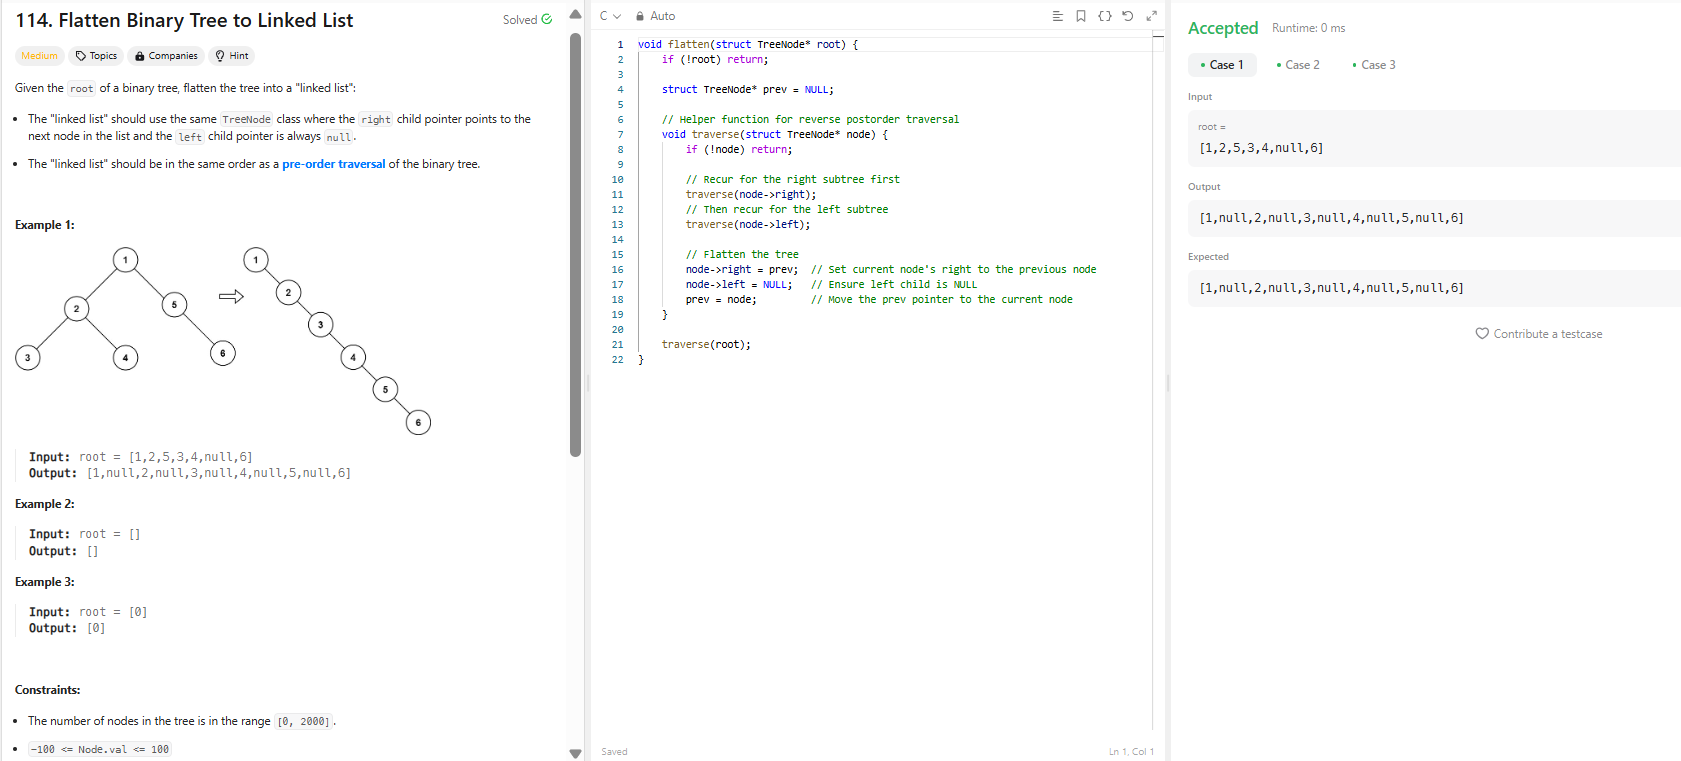 114. Flatten Binary Tree to Linked List
Solved
Medium Topics Companies Hint
Given the root of a binary tree, flatten the tree into a "linked list":
• The "linked list" should use the same TreeNode class where the right child pointer points to the
next node in the list and the left child pointer is always null.
• The "linked list" should be in the same order as a pre-order traversal of the binary tree.
Example 1:
1
2
5
3
4
6
1
2
3
4
5
6
Input: root = [1,2,5,3,4,null,6]
Output: [1,null,2,null,3,null,4,null,5,null,6]
Example 2:
Input: root = []
Output: []
Example 3:
Input: root = [0]
Output: [0]
Constraints:
• The number of nodes in the tree is in the range [0, 2000].
• -100 <= Node.val <= 100
C Auto
1 void flatten(struct TreeNode* root) {
2 if (!root) return;
3
4 struct TreeNode* prev = NULL;
5
6 // Helper function for reverse postorder traversal
7 void traverse(struct TreeNode* node) {
8 if (!node) return;
9
10 // Recur for the right subtree first
11 traverse(node->right);
12 // Then recur for the left subtree
13 traverse(node->left);
14
15 // Flatten the tree
16 node->right = prev; // Set current node's right to the previous node
17 node->left = NULL; // Ensure left child is NULL
18 prev = node; // Move the prev pointer to the current node
19 }
20
21 traverse(root);
22 }
Saved
Ln 1, Col 1
Accepted Runtime: 0 ms
• Case 1 • Case 2 • Case 3
Input
root =
[1,2,5,3,4,null,6]
Output
[1,null,2,null,3,null,4,null,5,null,6]
Expected
[1,null,2,null,3,null,4,null,5,null,6]
Contribute a testcase